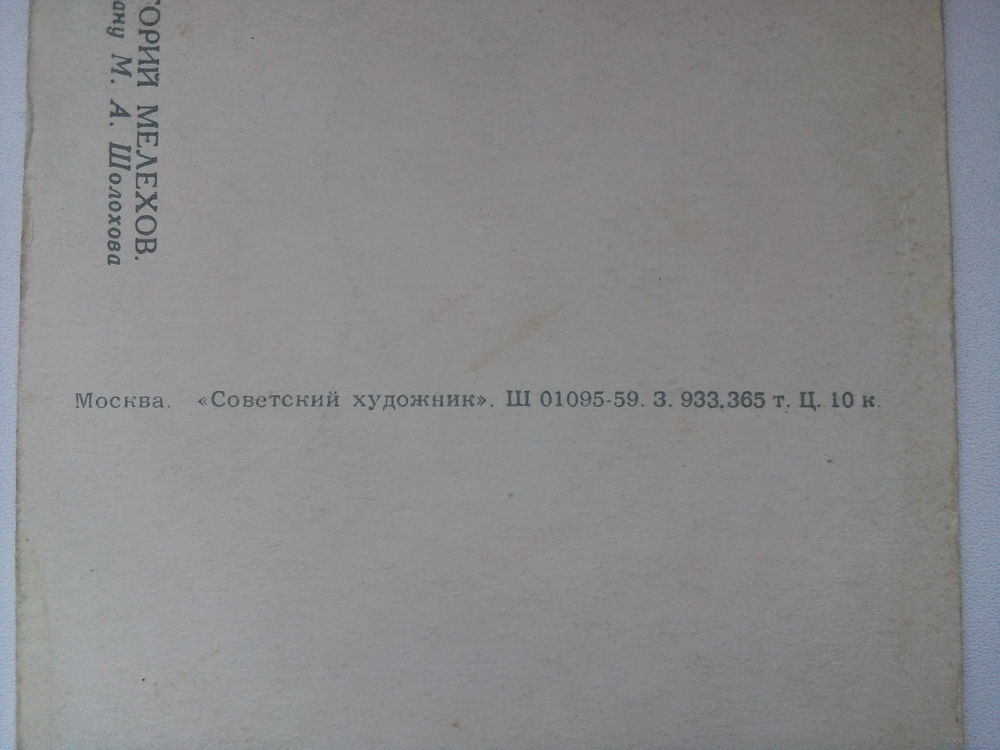 ГОРИЙ МЕЛЕХОВ.
ану М. А. Шолохова
Москва. «Советский художник». Ш 01095-59. З. 933.365 т. Ц. 10 к.